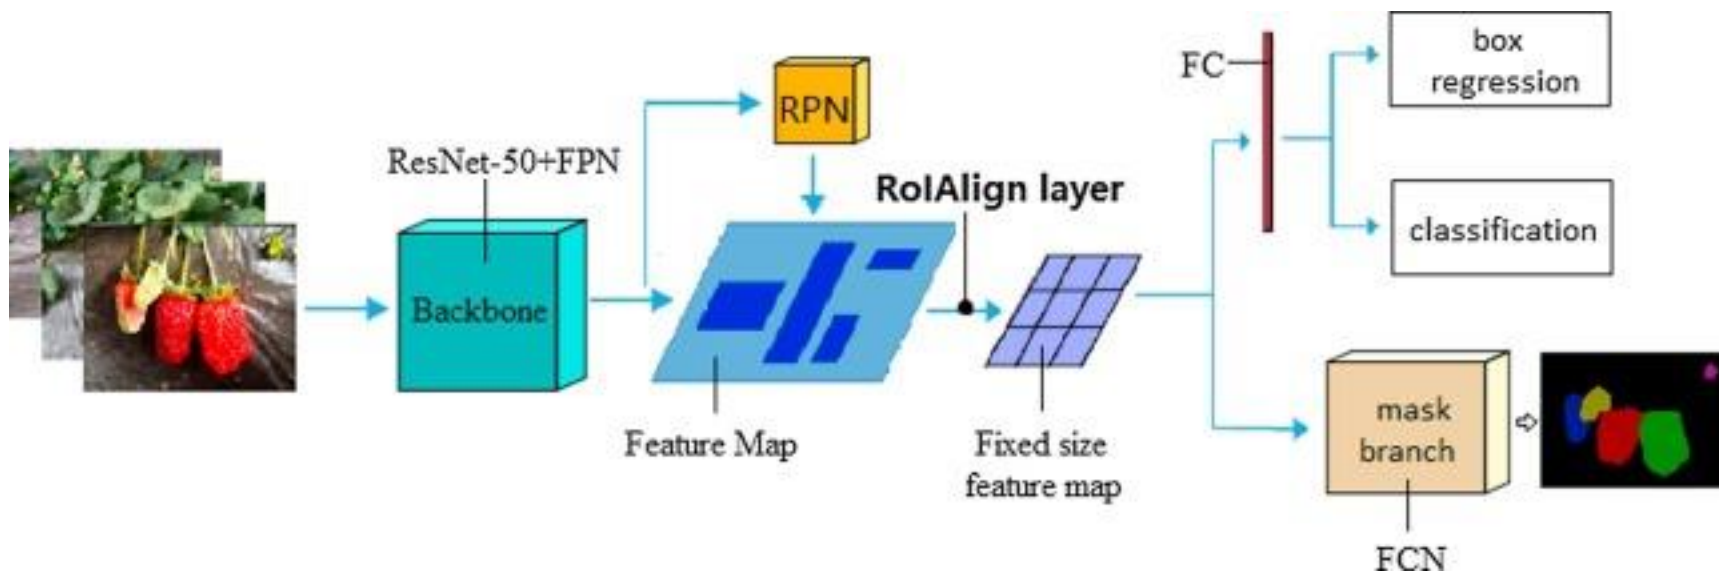 ResNet-50+FPN
Backbone
RPN
Feature Map
RoIAlign layer
Fixed size
feature map
FC
box
regression
classification
mask
branch
FCN